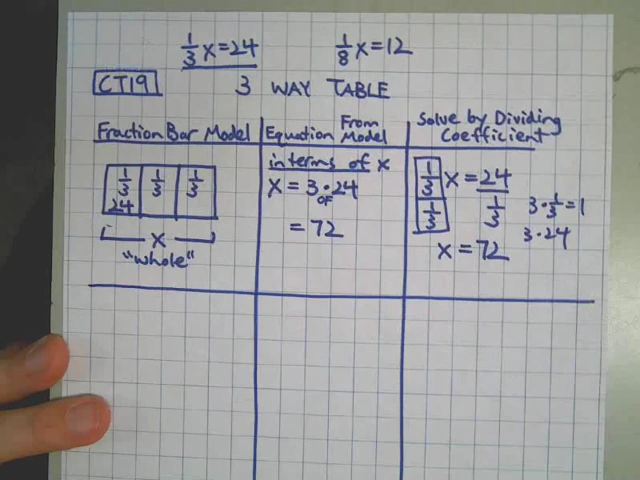 1/3 x = 24    1/8 x = 12
CT19    3 WAY TABLE
Fraction Bar Model
1/3 1/3 1/3
24
x
"whole"
Equation From
Model
in terms of x
x = 3 · 24
OF
= 72
Solve by Dividing
Coefficient
1/3 x = 24
1/3    1/3
3 · 1/3 = 1
3 · 24
x = 72